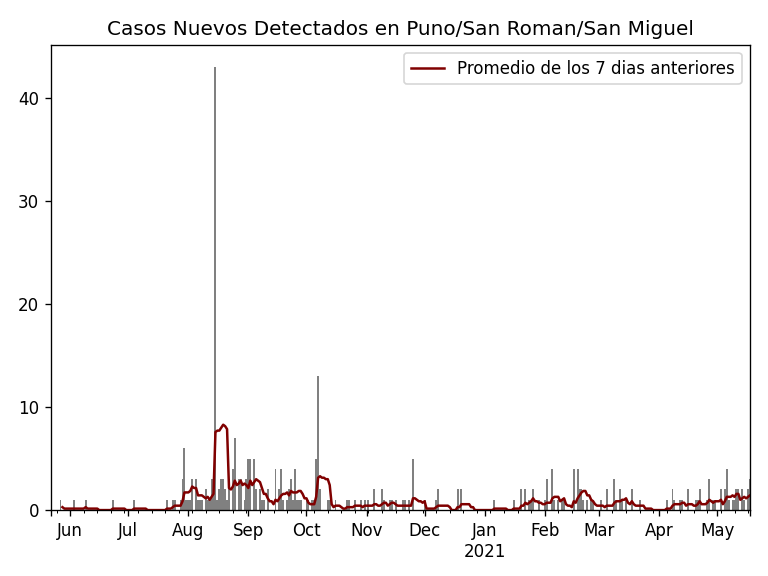 Casos Nuevos Detectados en Puno/San Roman/San Miguel
Promedio de los 7 dias anteriores
40
30
20
10
0
Jun Jul Aug Sep Oct Nov Dec Jan Feb Mar Apr May
2021